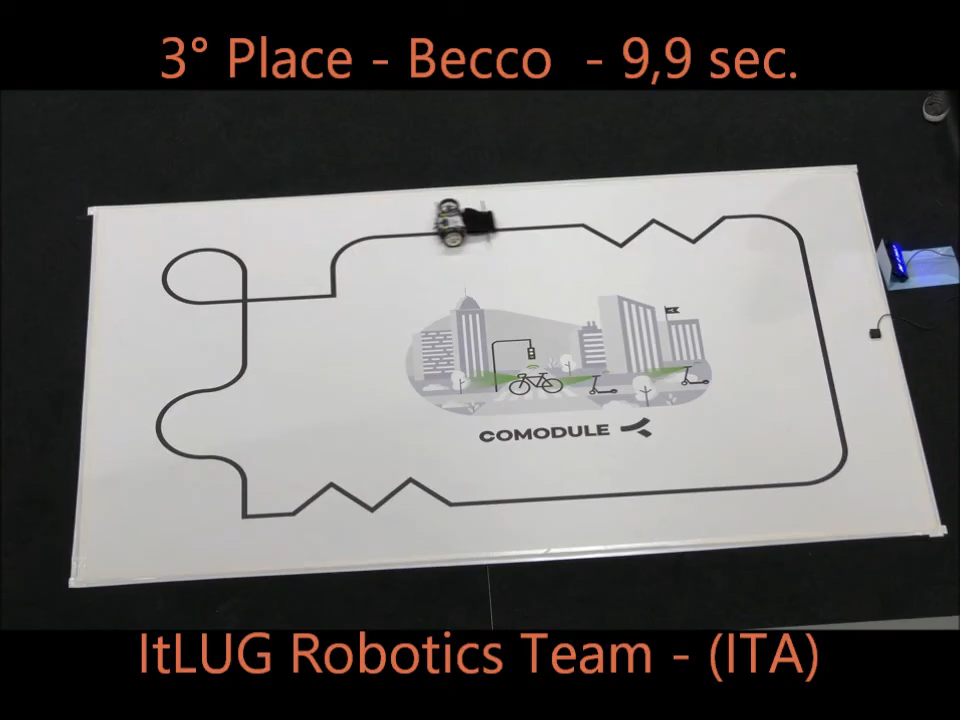 3° Place - Becco - 9,9 sec.
COMODULE
ItLUG Robotics Team - (ITA)